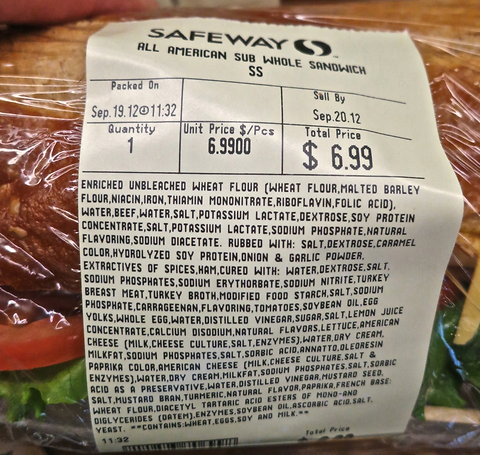 SAFEWAY
ALL AMERICAN SUB WHOLE SANDWICH
SS
Packed On
Sell By
Sep.19.12@11:32
Sep.20.12
Quantity
Unit Price $/Pcs
Total Price
1
6.9900
$ 6.99
ENRICHED UNBLEACHED WHEAT FLOUR (WHEAT FLOUR,MALTED BARLEY
FLOUR,NIACIN,IRON,THIAMIN MONONITRATE,RIBOFLAVIN,FOLIC ACID),
WATER,BEEF,WATER,SALT,POTASSIUM LACTATE,DEXTROSE,SOY PROTEIN
CONCENTRATE,SALT,POTASSIUM LACTATE,SODIUM PHOSPHATE,NATURAL
FLAVORING,SODIUM DIACETATE. RUBBED WITH: SALT,DEXTROSE,CARAMEL
COLOR,HYDROLYZED SOY PROTEIN,ONION & GARLIC POWDER,
EXTRACTIVES OF SPICES,HAM,CURED WITH: WATER,DEXTROSE,SALT,
SODIUM PHOSPHATES,SODIUM ERYTHORBATE,SODIUM NITRITE,TURKEY
BREAST MEAT,TURKEY BROTH,MODIFIED FOOD STARCH,SALT,SODIUM
PHOSPHATE,CARRAGEENAN,FLAVORING,TOMATOES,SOYBEAN OIL,EGG
YOLKS,WHOLE EGG,WATER,DISTILLED VINEGAR,SUGAR,SALT,LEMON JUICE
CONCENTRATE,CALCIUM DISODIUM,NATURAL FLAVORS,LETTUCE,AMERICAN
CHEESE (MILK,CHEESE CULTURE,SALT,ENZYMES),WATER,DRY CREAM,
MILKFAT,SODIUM PHOSPHATES,SALT,SORBIC ACID,ANNATTO,OLEORESIN
PAPRIKA COLOR,AMERICAN CHEESE (MILK,CHEESE CULTURE,SALT &
ENZYMES),WATER,DRY CREAM,MILKFAT,SODIUM PHOSPHATES,SALT,SORBIC
ACID AS A PRESERVATIVE,WATER,DISTILLED VINEGAR,MUSTARD SEED,
SALT,MUSTARD BRAN,TURMERIC,NATURAL FLAVOR,PAPRIKA,FRENCH BASE:
WHEAT FLOUR,DIACETYL TARTARIC ACID ESTERS OF MONO-AND
DIGLYCERIDES (DATEM),ENZYMES,SOYBEAN OIL,ASCORBIC ACID,SALT,
YEAST. **CONTAINS:WHEAT,EGGS,SOY AND MILK.**
11:32
Total Price